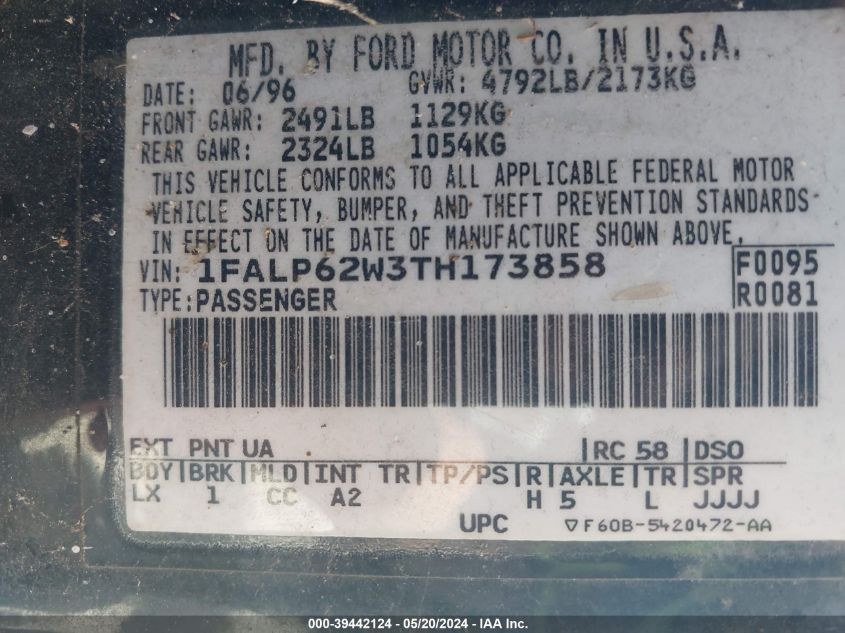 MFD. BY FORD MOTOR CO. IN U.S.A.
DATE: 06/96 GVWR: 4792LB/2173KG
FRONT GAWR: 2491LB 1129KG
REAR GAWR: 2324LB 1054KG
THIS VEHICLE CONFORMS TO ALL APPLICABLE FEDERAL MOTOR
VEHICLE SAFETY, BUMPER, AND THEFT PREVENTION STANDARDS
IN EFFECT ON THE DATE OF MANUFACTURE SHOWN ABOVE.
VIN: 1FALP62W3TH173858 F0095
TYPE: PASSENGER R0081
EXT PNT UA RC 58 DSO
BDY BRK MLD INT TR TP/PS R AXLE TR SPR
LX 1 CC A2 H 5 L JJJJ
UPC ▽F60B-5420472-AA
000-39442124 - 05/20/2024 - IAA Inc.